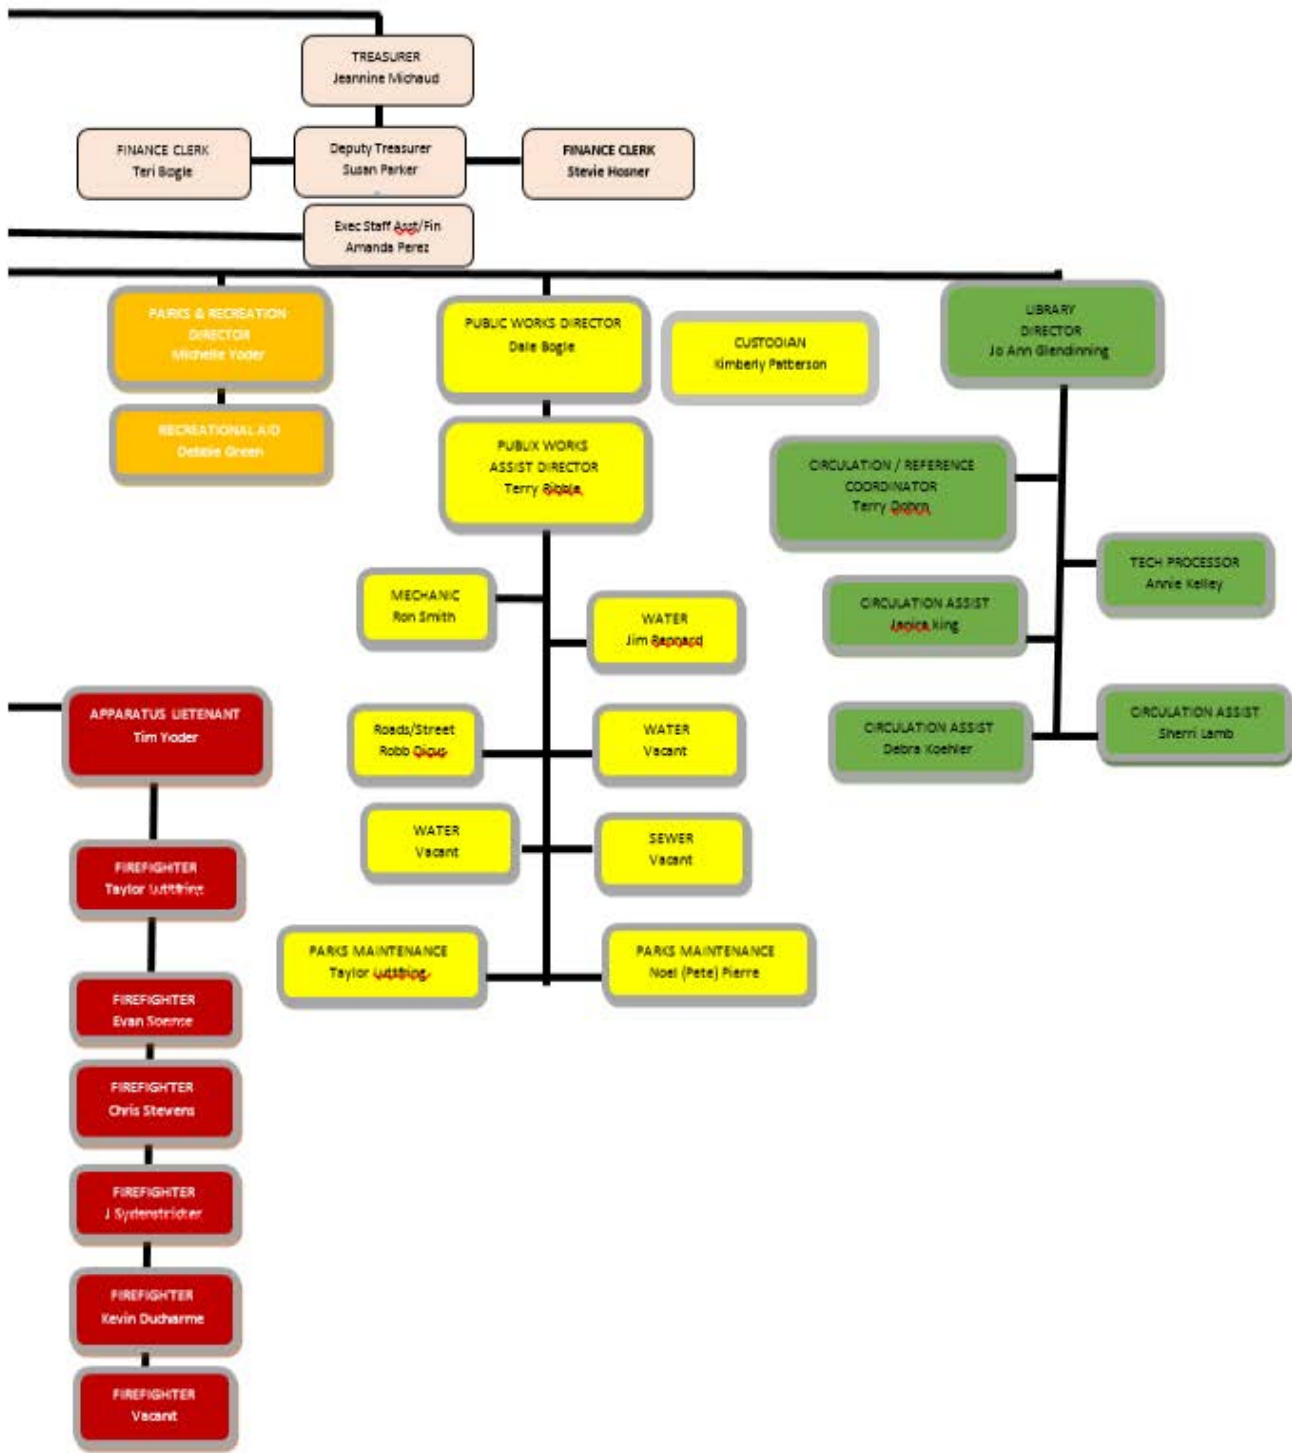 TREASURER
Jeannine Michaud
FINANCE CLERK
Teri Bogle
Deputy Treasurer
Susan Parker
FINANCE CLERK
Stevie Hosner
Exec Staff Asst/Fin
Amanda Perez
PARKS & RECREATION
DIRECTOR
Michelle Yoder
RECREATIONAL AID
Debbie Green
PUBLIC WORKS DIRECTOR
Dale Bogle
CUSTODIAN
Kimberly Patterson
LIBRARY
DIRECTOR
Jo Ann Glendinning
PUBLIX WORKS
ASSIST DIRECTOR
Terry
CIRCULATION / REFERENCE
COORDINATOR
Terry
TECH PROCESSOR
Annie Kelley
MECHANIC
Ron Smith
WATER
Jim
CIRCULATION ASSIST
Janica King
APPARATUS LIETENANT
Tim Yoder
Roads/Street
Robb
WATER
Vacant
CIRCULATION ASSIST
Debra Koehler
CIRCULATION ASSIST
Sherri Lamb
WATER
Vacant
SEWER
Vacant
FIREFIGHTER
Taylor Luttfring
PARKS MAINTENANCE
Taylor Luttfring
PARKS MAINTENANCE
Noel (Pete) Pierre
FIREFIGHTER
Evan
FIREFIGHTER
Chris Stevens
FIREFIGHTER
J Sydenstricker
FIREFIGHTER
Kevin Ducharme
FIREFIGHTER
Vacant